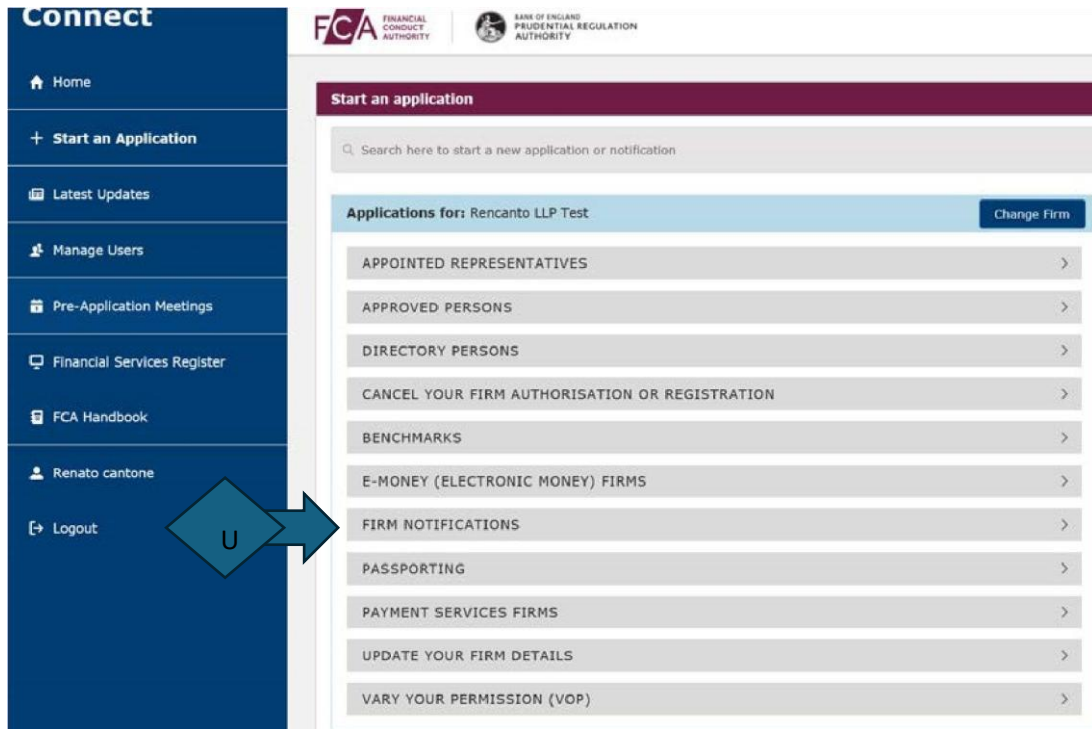 Connect
Home
+ Start an Application
Latest Updates
Manage Users
Pre-Application Meetings
Financial Services Register
FCA Handbook
Renato cantone
Logout
U
FCA FINANCIAL
CONDUCT
AUTHORITY
BANK OF ENGLAND
PRUDENTIAL REGULATION
AUTHORITY
Start an application
Search here to start a new application or notification
Applications for: Rencanto LLP Test
Change Firm
APPOINTED REPRESENTATIVES
APPROVED PERSONS
DIRECTORY PERSONS
CANCEL YOUR FIRM AUTHORISATION OR REGISTRATION
BENCHMARKS
E-MONEY (ELECTRONIC MONEY) FIRMS
FIRM NOTIFICATIONS
PASSPORTING
PAYMENT SERVICES FIRMS
UPDATE YOUR FIRM DETAILS
VARY YOUR PERMISSION (VOP)